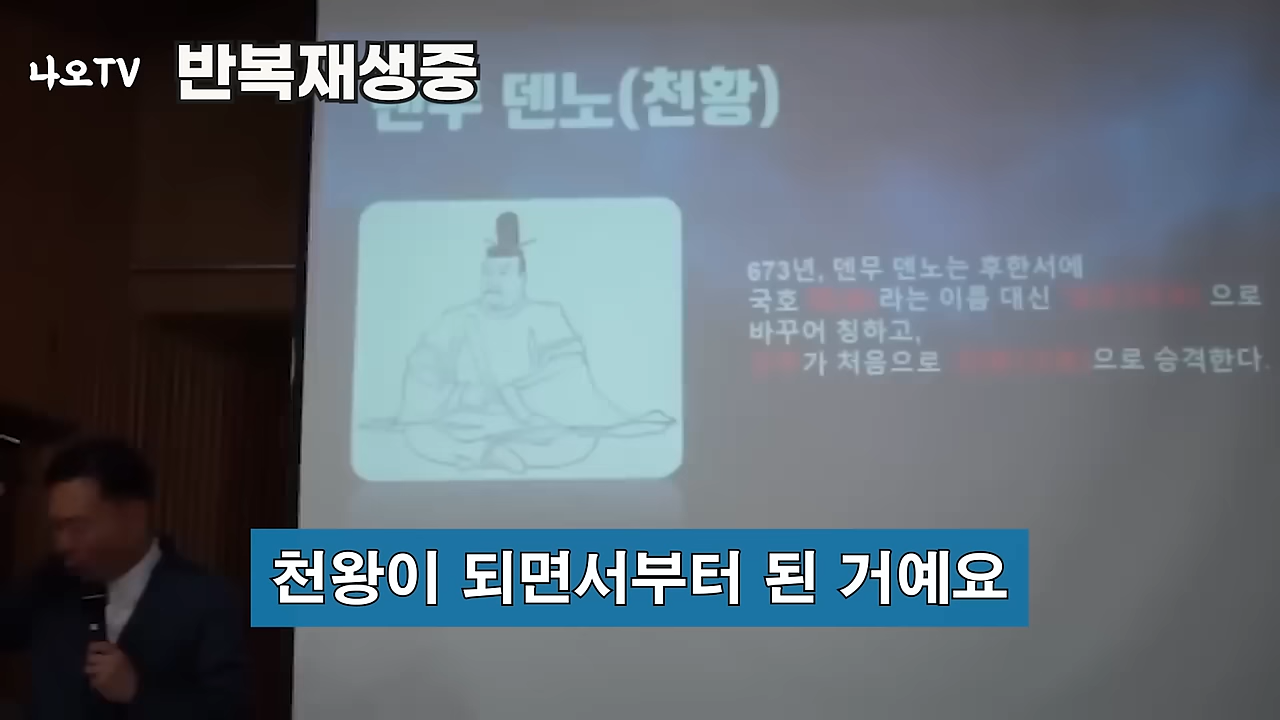 나오TV
반복재생중
덴노(천황)
673년, 덴무 덴노는 후한서에
국호 라는 이름 대신 으로
바꾸어 칭하고,
가 처음으로 으로 승격한다.
천왕이 되면서부터 된 거예요